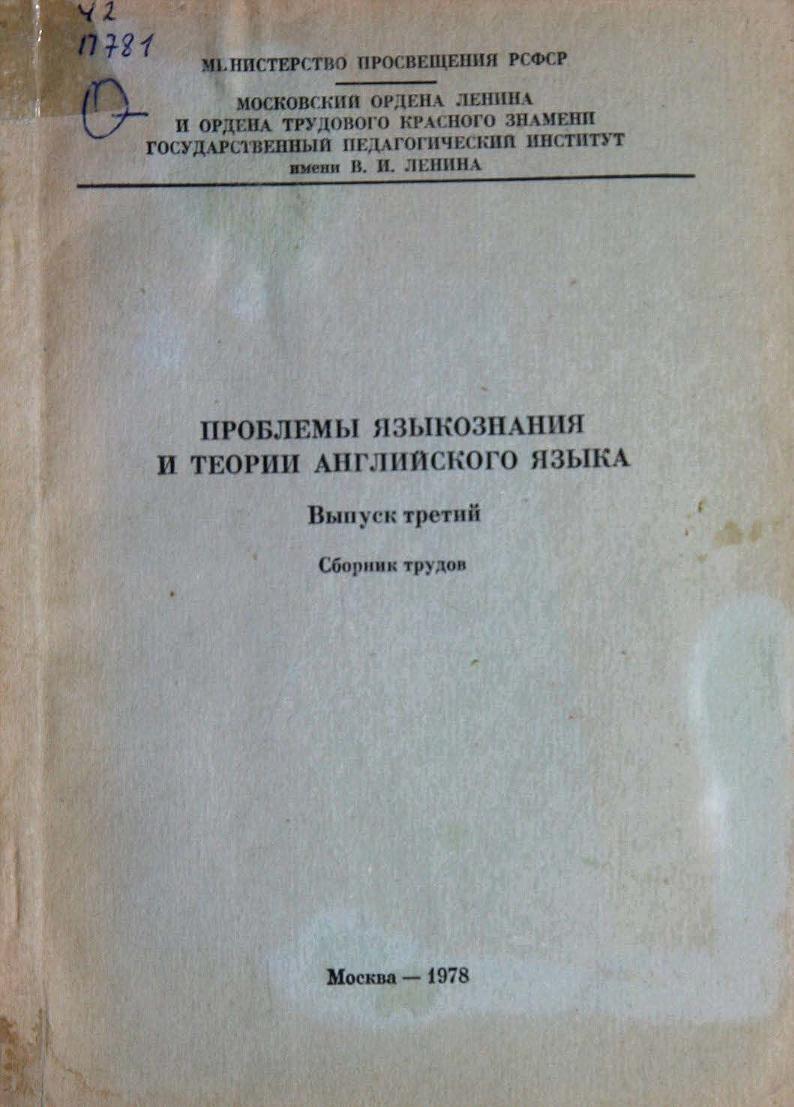 Ч2
П781
МИНИСТЕРСТВО ПРОСВЕЩЕНИЯ РСФСР
МОСКОВСКИЙ ОРДЕНА ЛЕНИНА
И ОРДЕНА ТРУДОВОГО КРАСНОГО ЗНАМЕНИ
ГОСУДАРСТВЕННЫЙ ПЕДАГОГИЧЕСКИЙ ИНСТИТУТ
имени В. И. ЛЕНИНА
ПРОБЛЕМЫ ЯЗЫКОЗНАНИЯ
И ТЕОРИИ АНГЛИЙСКОГО ЯЗЫКА
Выпуск третий
Сборник трудов
Москва — 1978